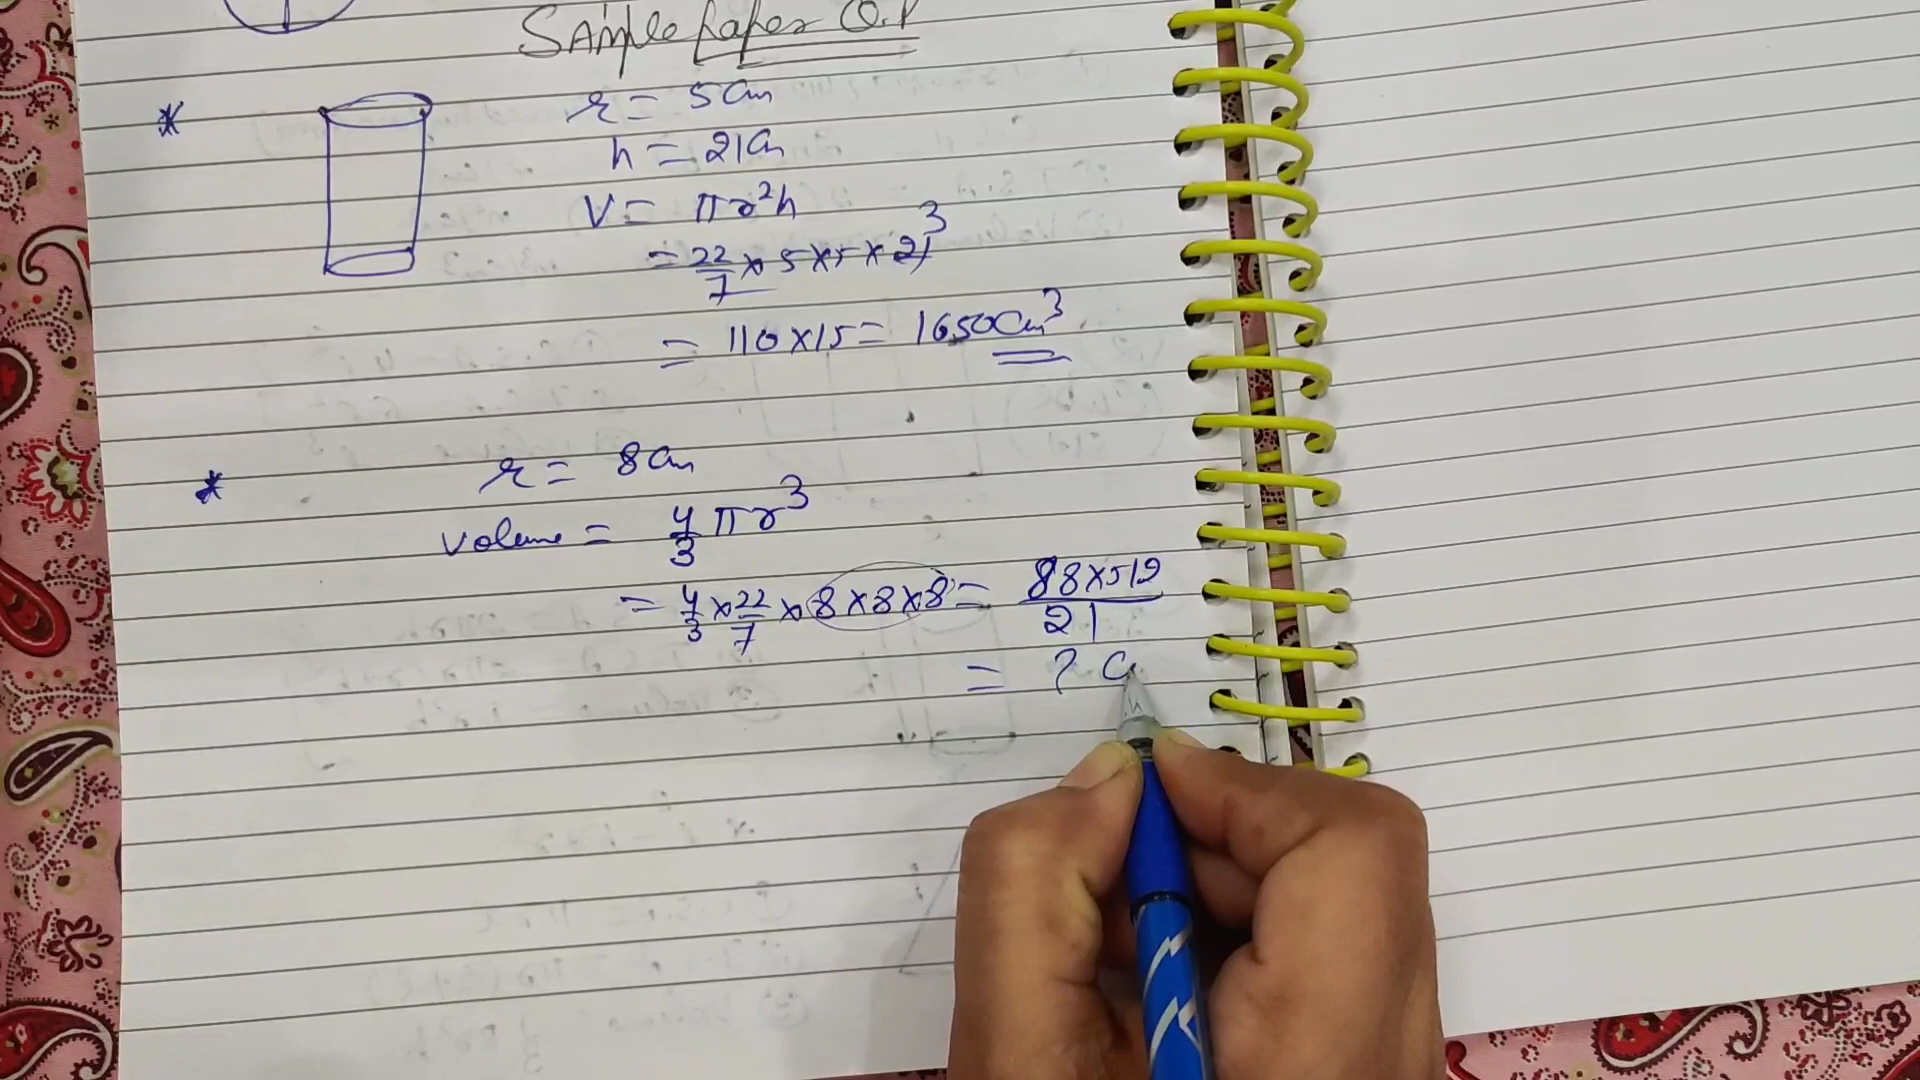 Sample paper Q.P
* r = 5cm
h = 21cm
V = πr²h
= 22/7 × 5×5 × 21 3
= 110×15 = 1650cm³
* r = 8cm
volume = 4/3 πr³
= 4/3 × 22/7 × 8×8×8 = 88×512/21
= ? C